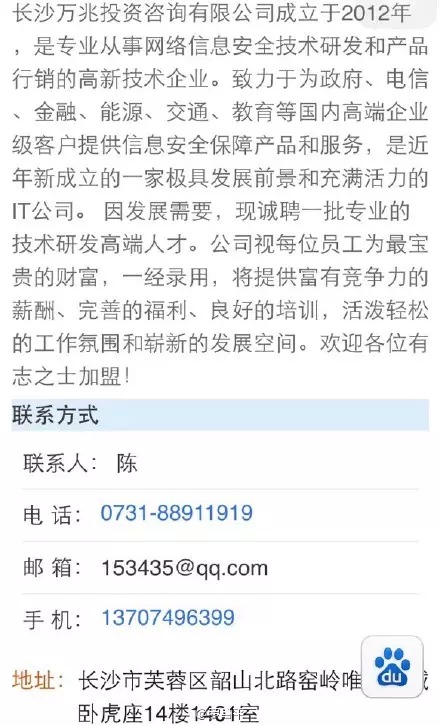 长沙万兆投资咨询有限公司成立于2012年
，是专业从事网络信息安全技术研发和产品
行销的高新技术企业。致力于为政府、电信
、金融、能源、交通、教育等国内高端企业
级客户提供信息安全保障产品和服务，是近
年新成立的一家极具发展前景和充满活力的
IT公司。 因发展需要，现诚聘一批专业的
技术研发高端人才。公司视每位员工为最宝
贵的财富，一经录用，将提供富有竞争力的
薪酬、完善的福利、良好的培训，活泼轻松
的工作氛围和崭新的发展空间。欢迎各位有
志之士加盟！
联系方式
联系人： 陈
电 话： 0731-88911919
邮 箱： 153435@qq.com
手 机： 13707496399
地址： 长沙市芙蓉区韶山北路窑岭唯
卧虎座14楼1401室
du